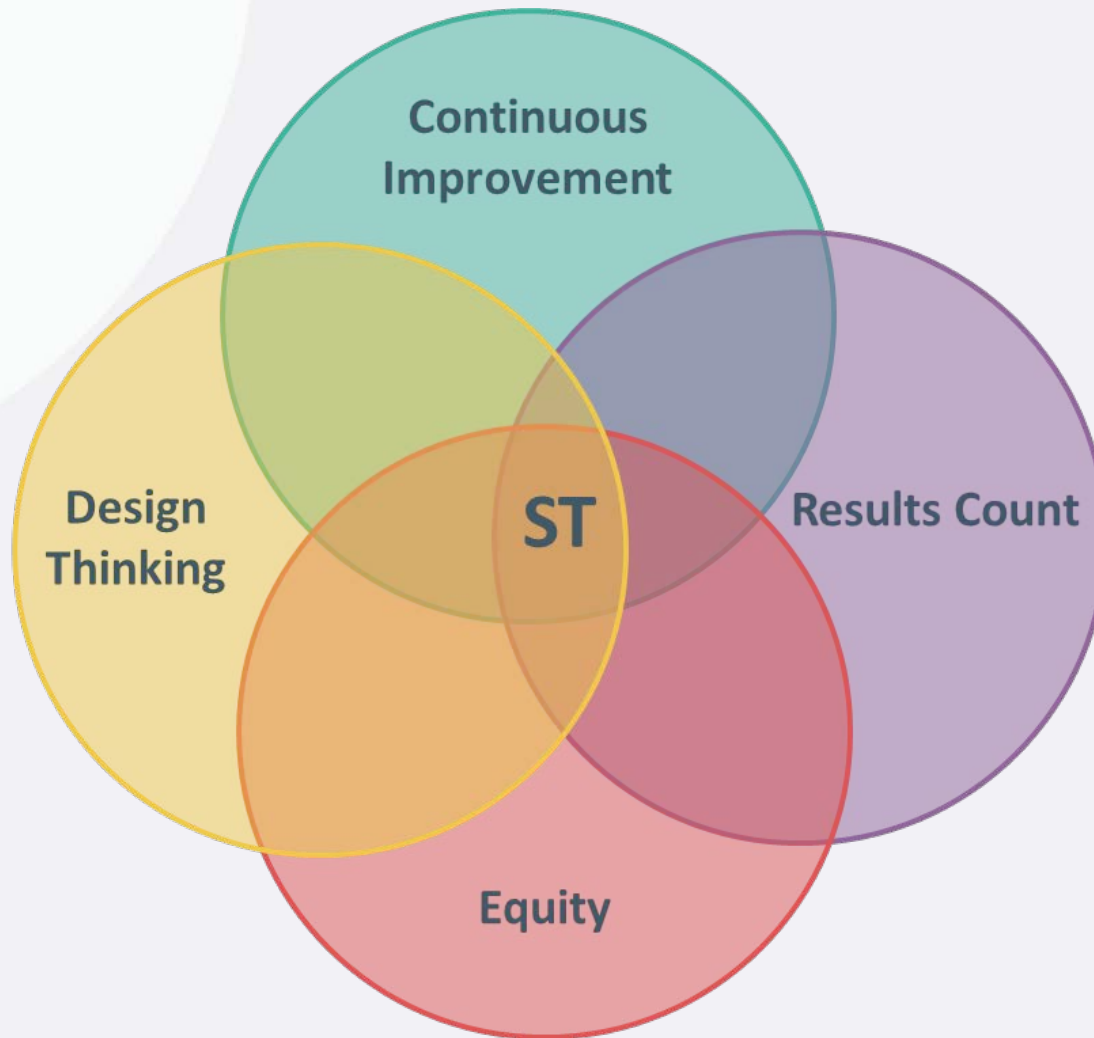 Continuous
Improvement
Design
Thinking
ST
Results Count
Equity